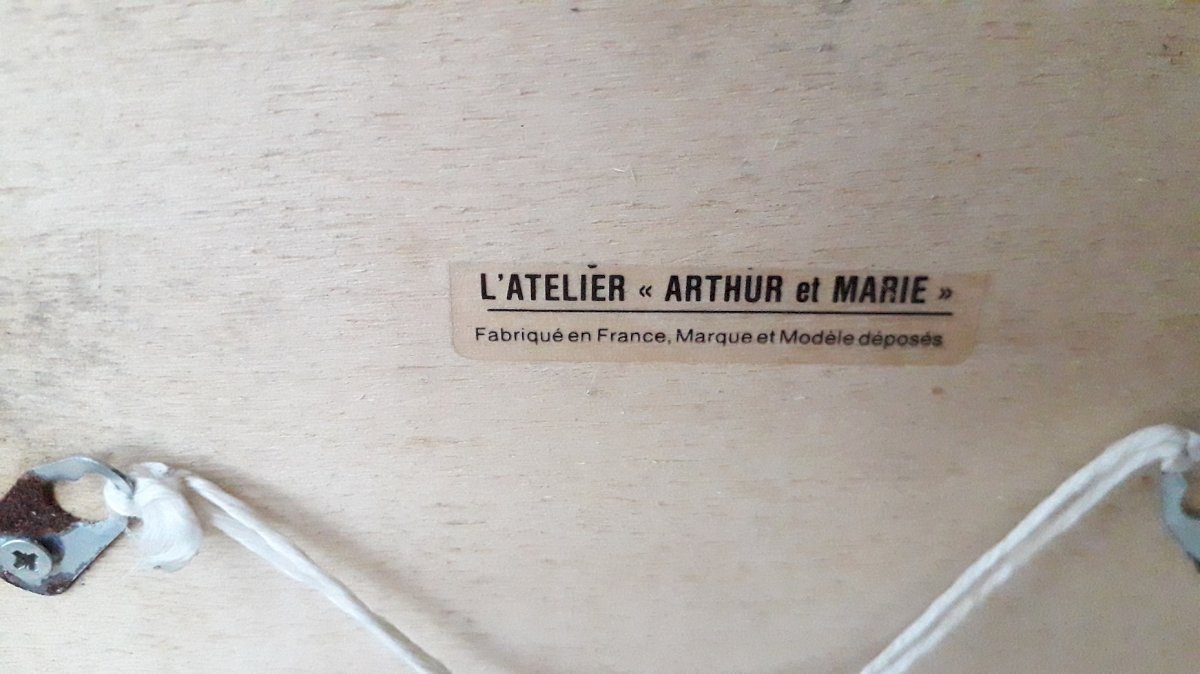 L'ATELIER « ARTHUR et MARIE »
Fabriqué en France, Marque et Modèle déposés